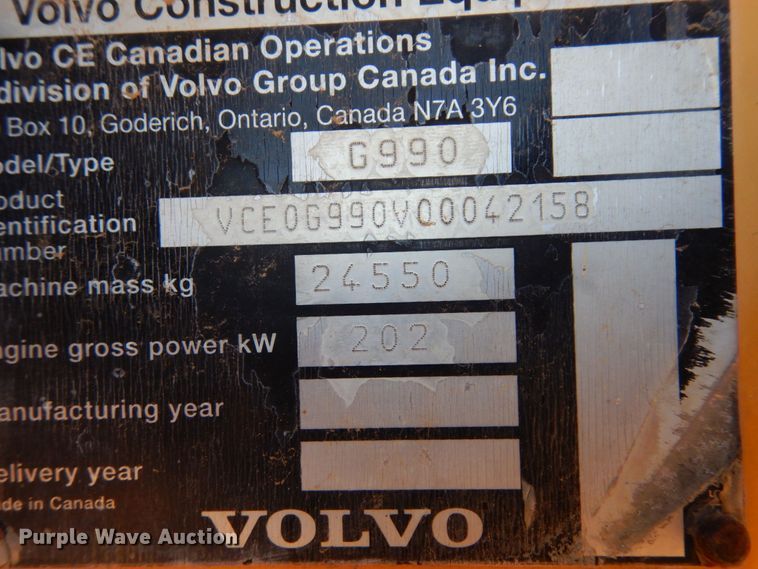 Volvo Construction Equip
lvo CE Canadian Operations
division of Volvo Group Canada Inc.
Box 10, Goderich, Ontario, Canada N7A 3Y6
odel/Type G990
oduct
entification VCE0G990V00042158
umber
achine mass kg 24550
ngine gross power kW 202
anufacturing year
elivery year
de in Canada
VOLVO
Purple Wave Auction